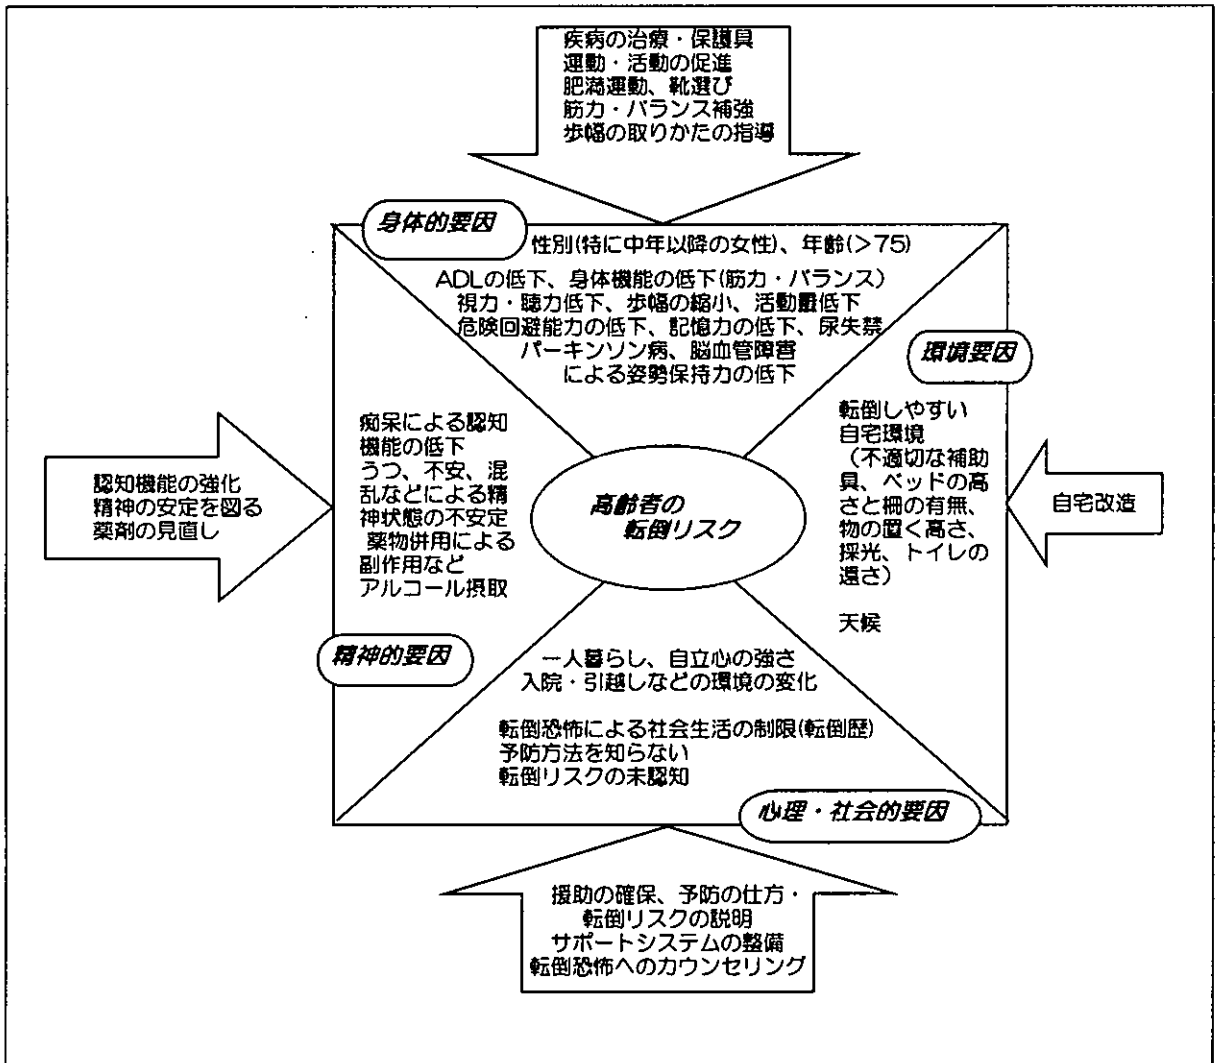 疾病の治療・保護具
運動・活動の促進
肥満運動、靴選び
筋力・バランス補強
歩幅の取りかたの指導
身体的要因
性別(特に中年以降の女性)、年齢(>75)
ADLの低下、身体機能の低下(筋力・バランス)
視力・聴力低下、歩幅の縮小、活動量低下
危険回避能力の低下、記憶力の低下、尿失禁
パーキンソン病、脳血管障害
による姿勢保持力の低下
環境要因
転倒しやすい
自宅環境
(不適切な補助
具、ベッドの高
さと柵の有無、
物の置く高さ、
採光、トイレの
遠さ)
天候
自宅改造
痴呆による認知
機能の低下
うつ、不安、混
乱などによる精
神状態の不安定
薬物併用による
副作用など
アルコール摂取
認知機能の強化
精神の安定を図る
薬剤の見直し
高齢者の
転倒リスク
精神的要因
一人暮らし、自立心の強さ
入院・引越しなどの環境の変化
転倒恐怖による社会生活の制限(転倒歴)
予防方法を知らない
転倒リスクの未認知
心理・社会的要因
援助の確保、予防の仕方・
転倒リスクの説明
サポートシステムの整備
転倒恐怖へのカウンセリング